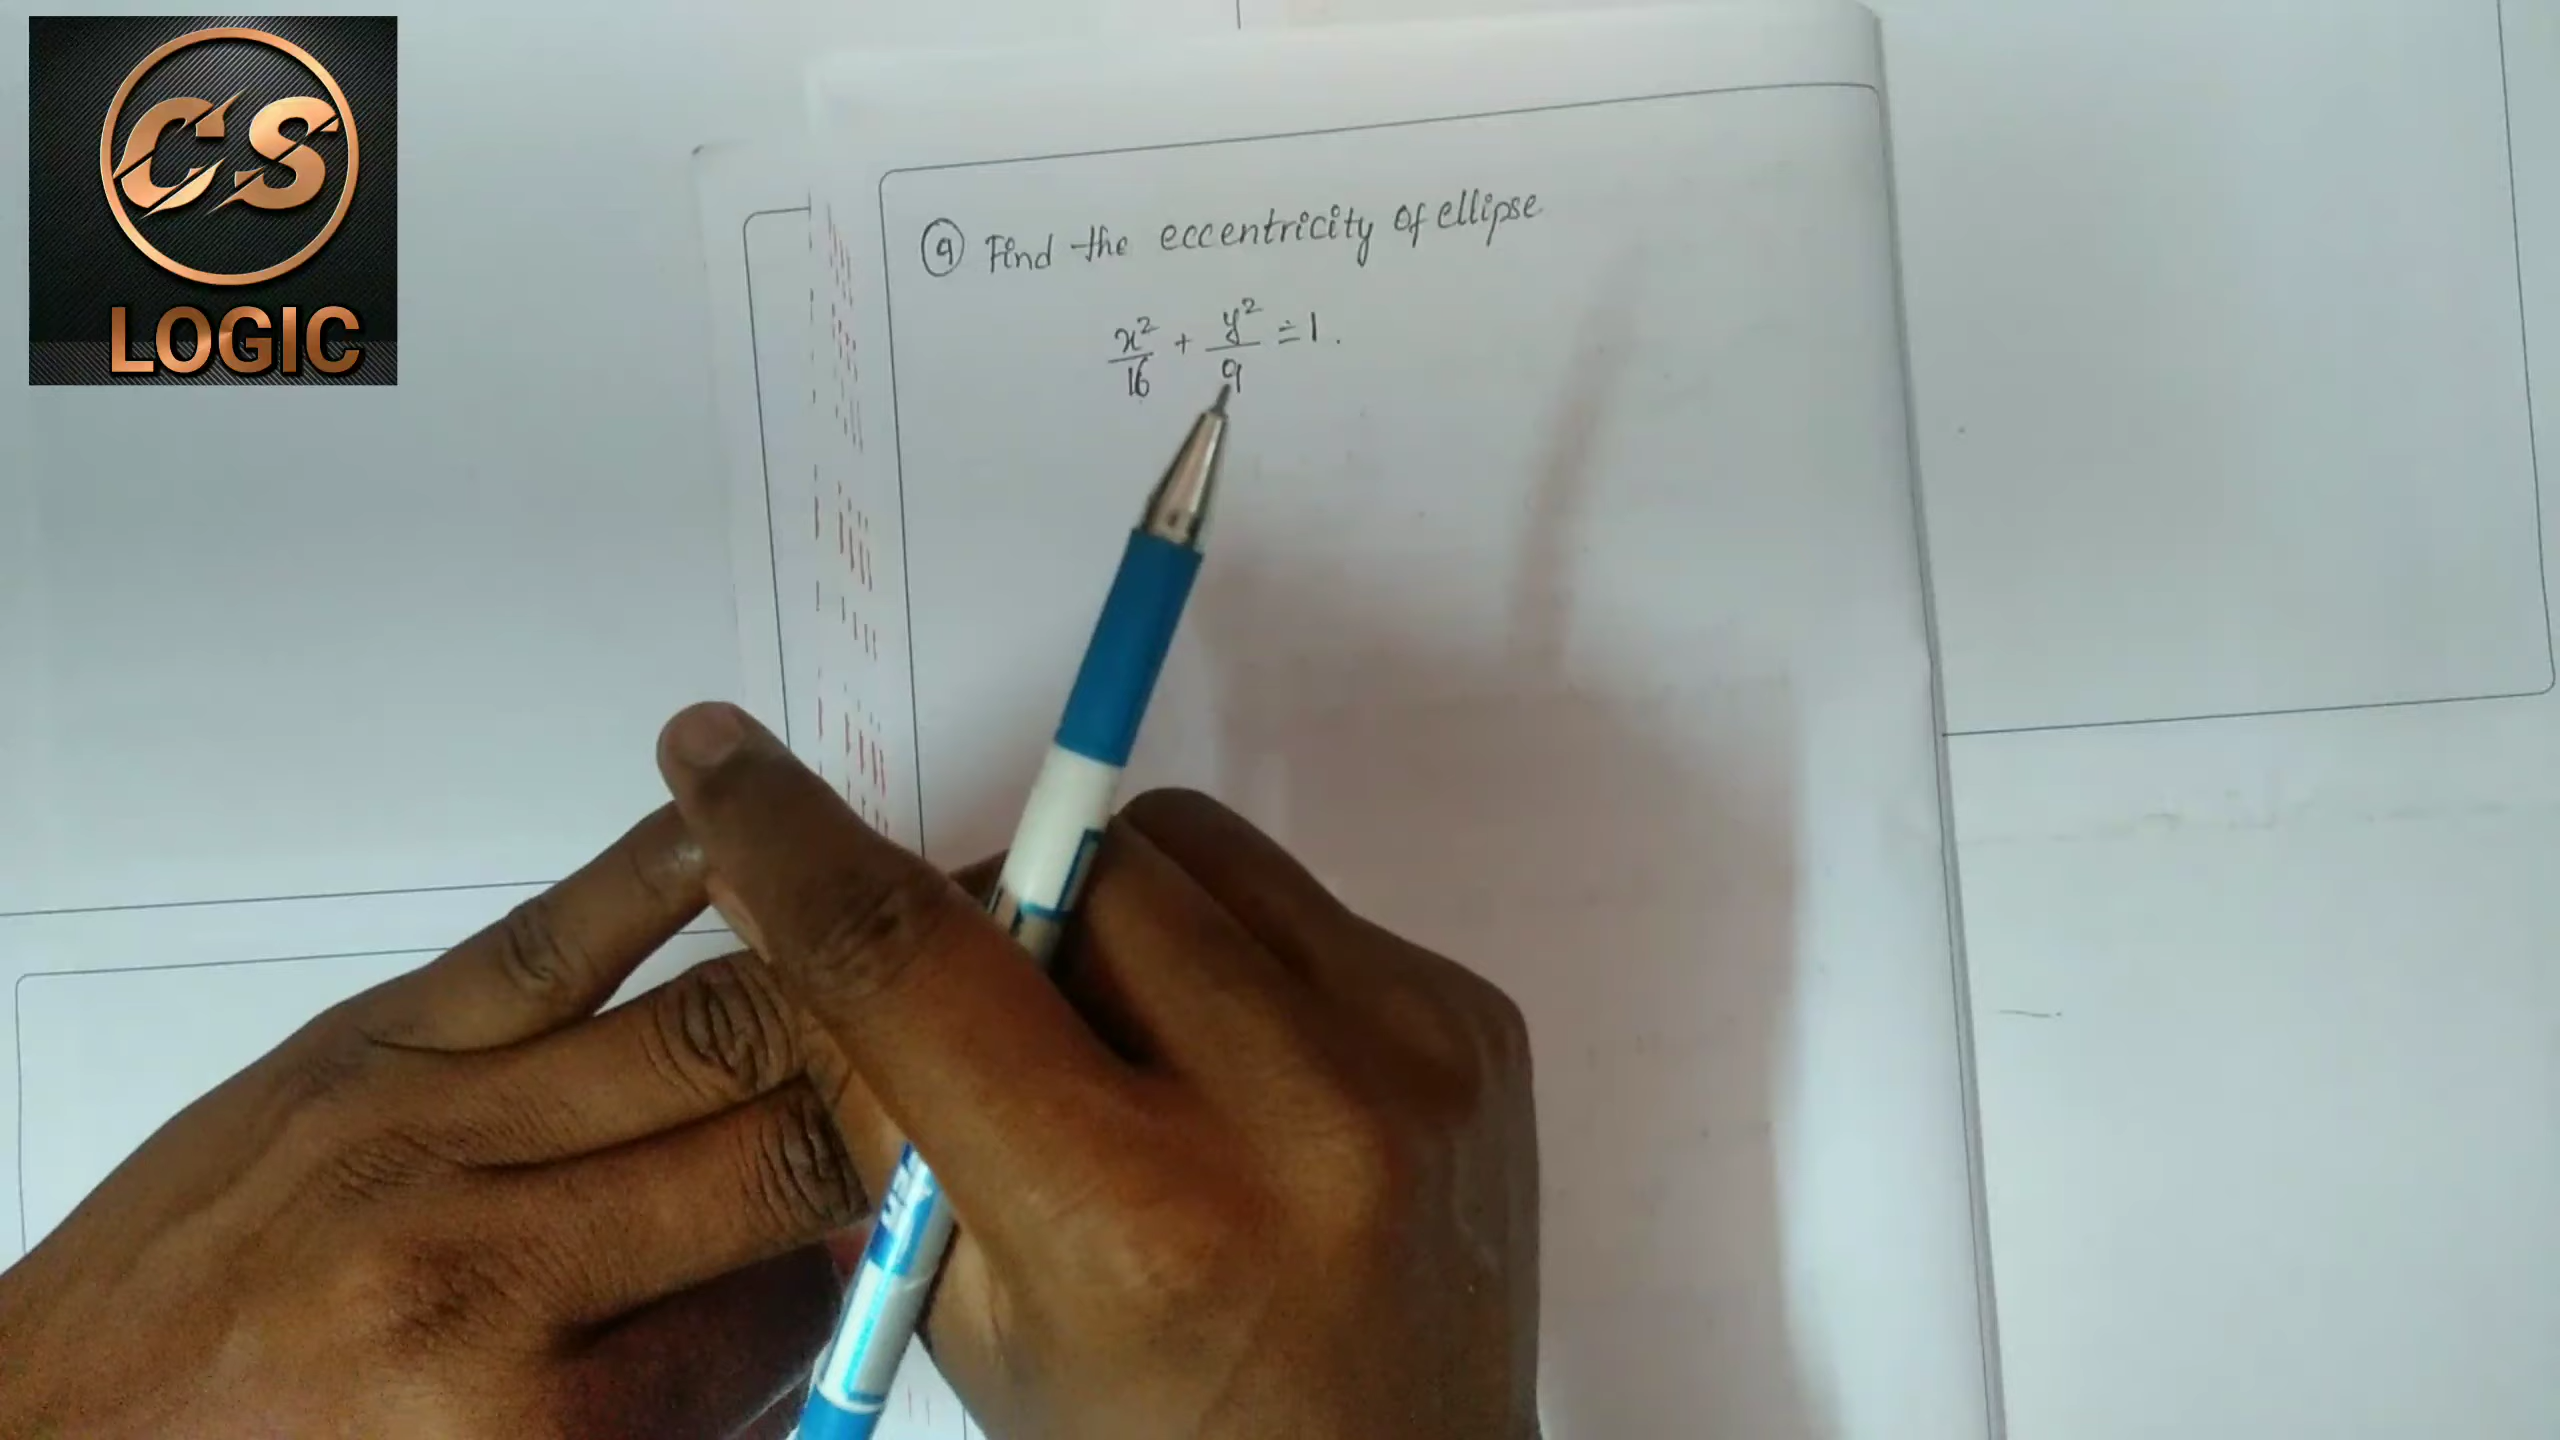 CS
LOGIC
9 Find the eccentricity of ellipse
x²/16 + y²/9 = 1.